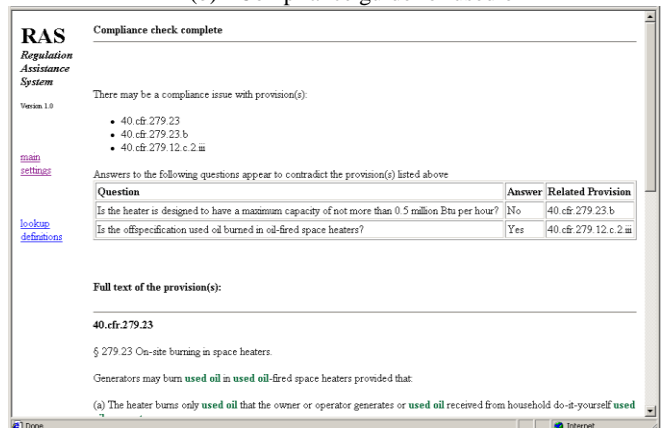 RAS
Regulation
Assistance
System
Version 1.0
main
settings
lookup
definitions
Compliance check complete
There may be a compliance issue with provision(s):
• 40.cfr.279.23
• 40.cfr.279.23.b
• 40.cfr.279.12.c.2.iii
Answers to the following questions appear to contradict the provision(s) listed above
Question Answer Related Provision
Is the heater is designed to have a maximum capacity of not more than 0.5 million Btu per hour? No 40.cfr.279.23.b
Is the offspecification used oil burned in oil-fired space heaters? Yes 40.cfr.279.12.c.2.iii
Full text of the provision(s):
40.cfr.279.23
§ 279.23 On-site burning in space heaters.
Generators may burn used oil in used oil-fired space heaters provided that:
(a) The heater burns only used oil that the owner or operator generates or used oil received from household do-it-yourself used
Done
Internet